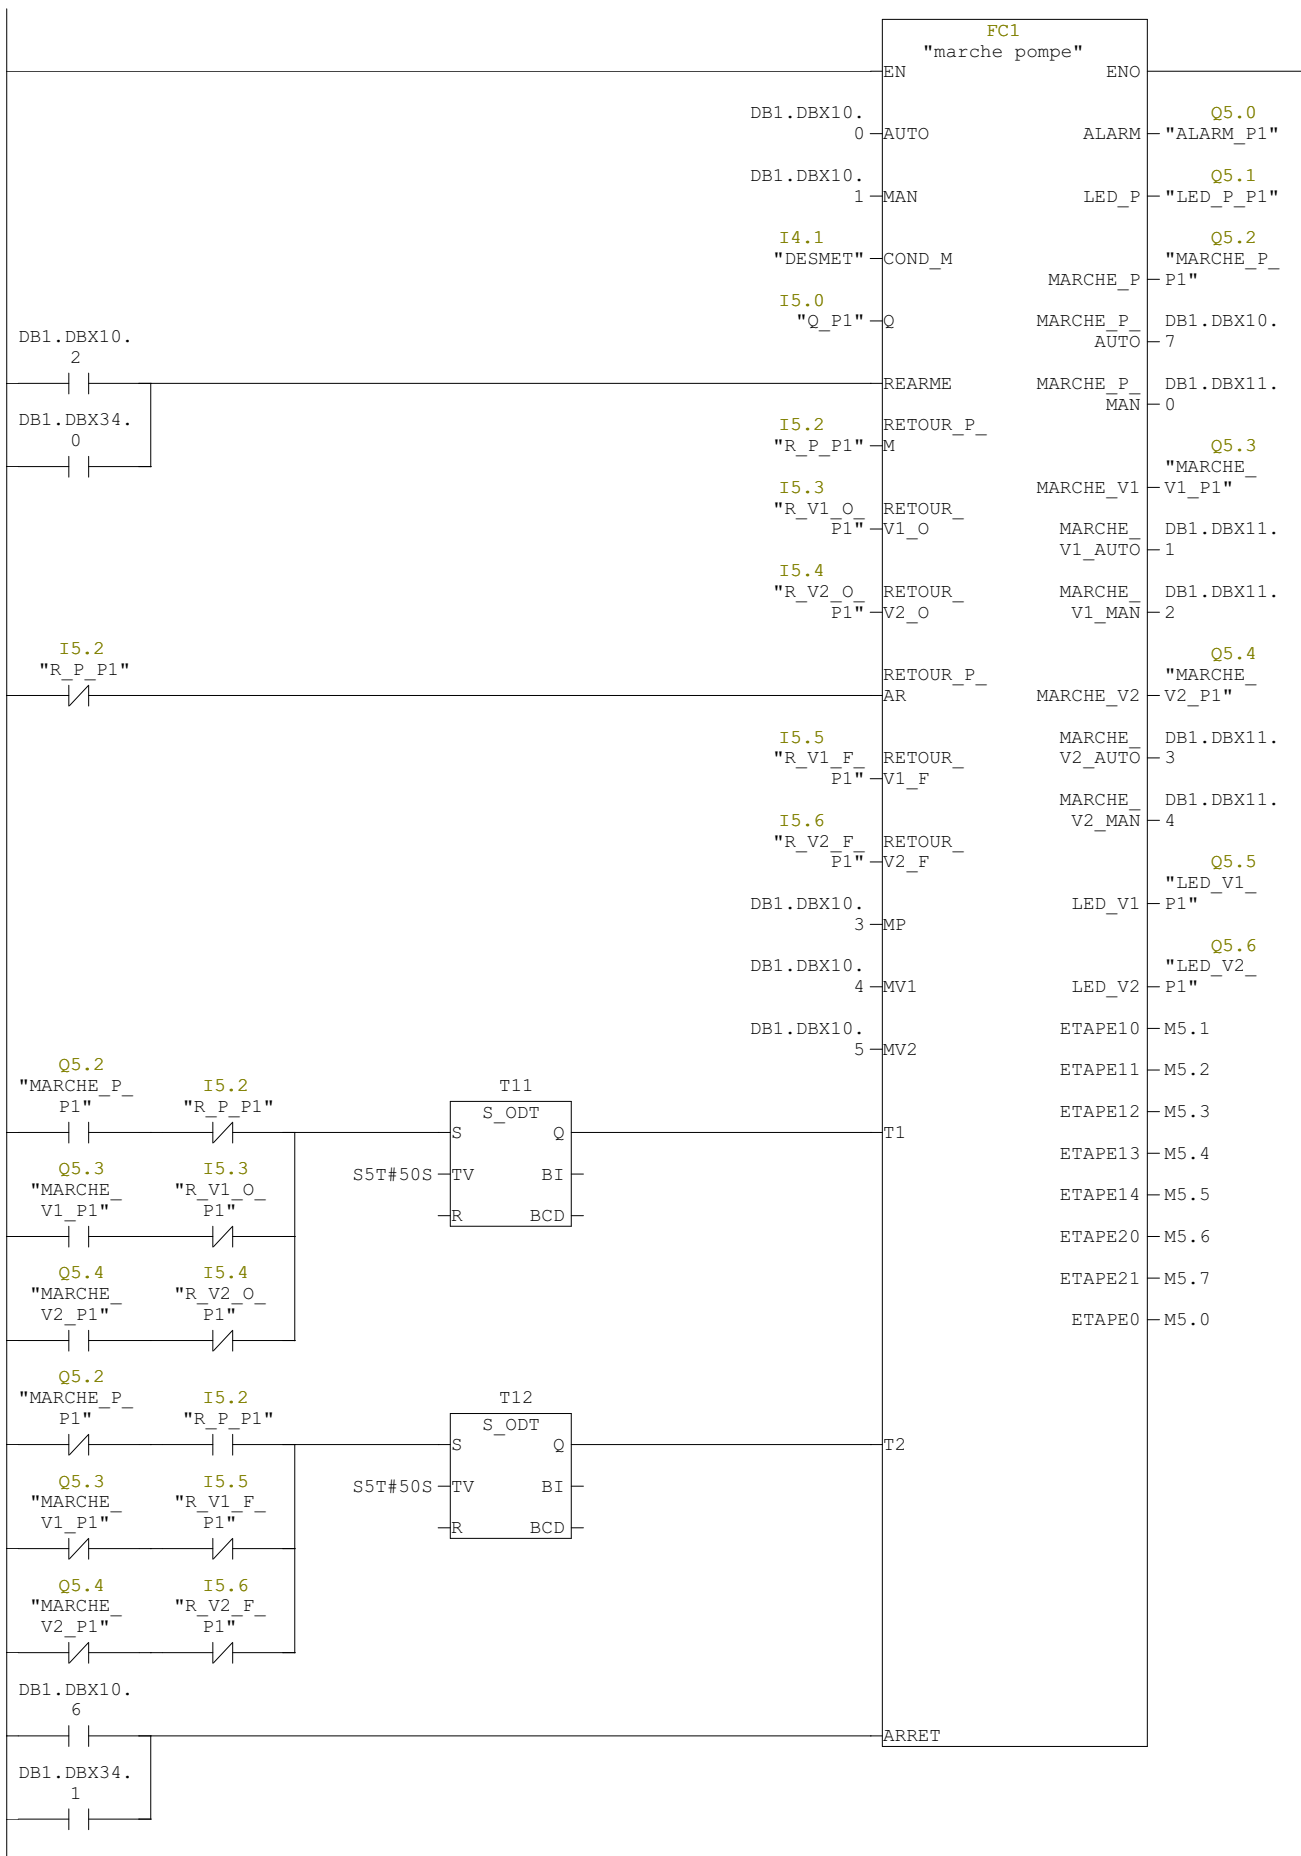 FC1
"marche pompe"
EN ENO
DB1.DBX10. Q5.0
0 AUTO ALARM "ALARM_P1"
DB1.DBX10. Q5.1
1 MAN LED_P "LED_P_P1"
I4.1 Q5.2
"DESMET" COND_M "MARCHE_P_
MARCHE_P P1"
I5.0
"Q_P1" Q MARCHE_P_ DB1.DBX10.
DB1.DBX10. AUTO 7
2
REARME MARCHE_P_ DB1.DBX11.
MAN 0
DB1.DBX34.
0
I5.2 RETOUR_P_
"R_P_P1" M Q5.3
"MARCHE_
I5.3 MARCHE_V1 V1_P1"
"R_V1_O_ RETOUR_
P1" V1_O MARCHE_ DB1.DBX11.
V1_AUTO 1
I5.4
"R_V2_O_ RETOUR_ MARCHE_ DB1.DBX11.
P1" V2_O V1_MAN 2
I5.2 Q5.4
"R_P_P1" RETOUR_P_ "MARCHE_
AR MARCHE_V2 V2_P1"
I5.5 MARCHE_ DB1.DBX11.
"R_V1_F_ RETOUR_ V2_AUTO 3
P1" V1_F
MARCHE_ DB1.DBX11.
I5.6 V2_MAN 4
"R_V2_F_ RETOUR_
P1" V2_F Q5.5
"LED_V1_
DB1.DBX10. LED_V1 P1"
3 MP
Q5.6
"LED_V2_
DB1.DBX10. LED_V2 P1"
4 MV1
DB1.DBX10. ETAPE10 M5.1
5 MV2
Q5.2 ETAPE11 M5.2
"MARCHE_P_ I5.2 T11
P1" "R_P_P1" S_ODT ETAPE12 M5.3
S Q T1
ETAPE13 M5.4
Q5.3 I5.3
"MARCHE_ "R_V1_O_ S5T#50S TV BI
V1_P1" P1" ETAPE14 M5.5
R BCD
ETAPE20 M5.6
Q5.4 I5.4
"MARCHE_ "R_V2_O_ ETAPE21 M5.7
V2_P1" P1"
ETAPE0 M5.0
Q5.2
"MARCHE_P_ I5.2 T12
P1" "R_P_P1" S_ODT
S Q T2
Q5.3 I5.5
"MARCHE_ "R_V1_F_ S5T#50S TV BI
V1_P1" P1"
R BCD
Q5.4 I5.6
"MARCHE_ "R_V2_F_
V2_P1" P1"
DB1.DBX10.
6
ARRET
DB1.DBX34.
1